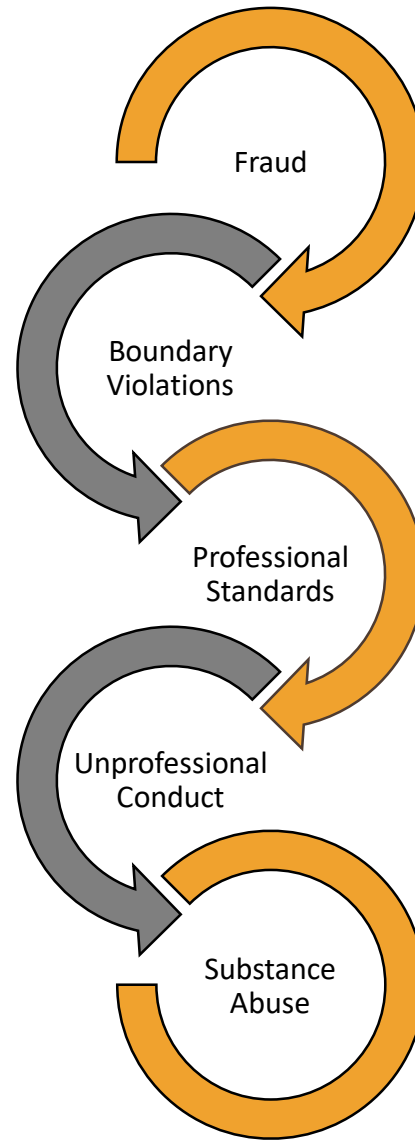 Fraud
Boundary
Violations
Professional
Standards
Unprofessional
Conduct
Substance
Abuse